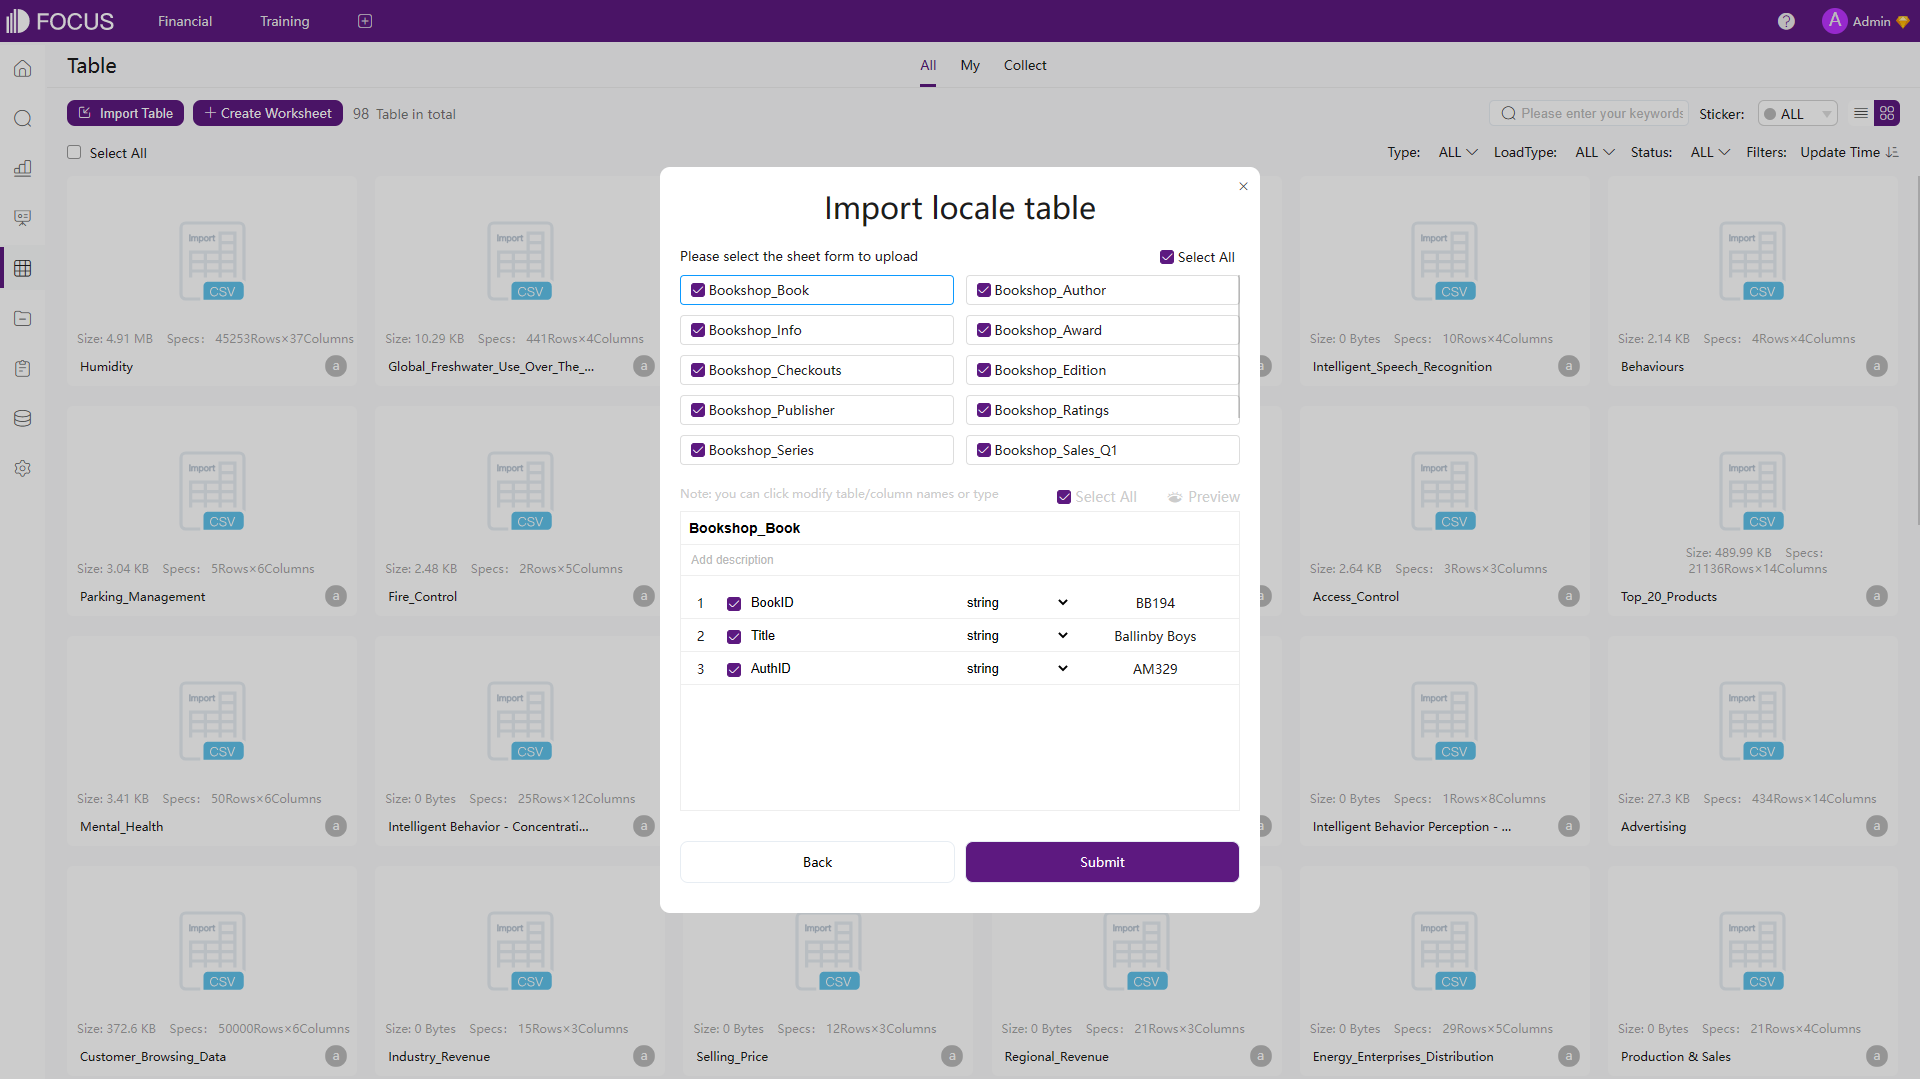 FOCUS
Financial
Training
?
A
Admin
Table
All
My
Collect
Import Table
Create Worksheet
98 Table in total
Please enter your keywords
Sticker:
ALL
Select All
Type: ALL
LoadType: ALL
Status: ALL
Filters: Update Time
Import
CSV
Size: 4.91 MB Specs: 45253Rows×37Columns
Humidity
a
Import
CSV
Size: 10.29 KB Specs: 441Rows×4Columns
Global_Freshwater_Use_Over_The_...
a
Import
CSV
Size: 0 Bytes Specs: 10Rows×4Columns
Intelligent_Speech_Recognition
a
Import
CSV
Size: 2.14 KB Specs: 4Rows×4Columns
Behaviours
a
Import
CSV
Size: 3.04 KB Specs: 5Rows×6Columns
Parking_Management
a
Import
CSV
Size: 2.48 KB Specs: 2Rows×5Columns
Fire_Control
a
Import
CSV
Size: 2.64 KB Specs: 3Rows×3Columns
Access_Control
a
Import
CSV
Size: 489.99 KB Specs:
21136Rows×14Columns
Top_20_Products
a
Import
CSV
Size: 3.41 KB Specs: 50Rows×6Columns
Mental_Health
a
Import
CSV
Size: 0 Bytes Specs: 25Rows×12Columns
Intelligent Behavior - Concentrati...
a
Import
CSV
Size: 0 Bytes Specs: 1Rows×8Columns
Intelligent Behavior Perception - ...
a
Import
CSV
Size: 27.3 KB Specs: 434Rows×14Columns
Advertising
a
Import
CSV
Size: 372.6 KB Specs: 50000Rows×6Columns
Customer_Browsing_Data
a
Import
CSV
Size: 0 Bytes Specs: 15Rows×3Columns
Industry_Revenue
a
Import
CSV
Size: 0 Bytes Specs: 12Rows×3Columns
Selling_Price
a
Import
CSV
Size: 0 Bytes Specs: 21Rows×3Columns
Regional_Revenue
a
Import
CSV
Size: 0 Bytes Specs: 29Rows×5Columns
Energy_Enterprises_Distribution
a
Import
CSV
Size: 0 Bytes Specs: 21Rows×4Columns
Production & Sales
a
Import locale table
Please select the sheet form to upload
Select All
Bookshop_Book
Bookshop_Author
Bookshop_Info
Bookshop_Award
Bookshop_Checkouts
Bookshop_Edition
Bookshop_Publisher
Bookshop_Ratings
Bookshop_Series
Bookshop_Sales_Q1
Note: you can click modify table/column names or type
Select All
Preview
Bookshop_Book
Add description
1 BookID string BB194
2 Title string Ballinby Boys
3 AuthID string AM329
Back
Submit